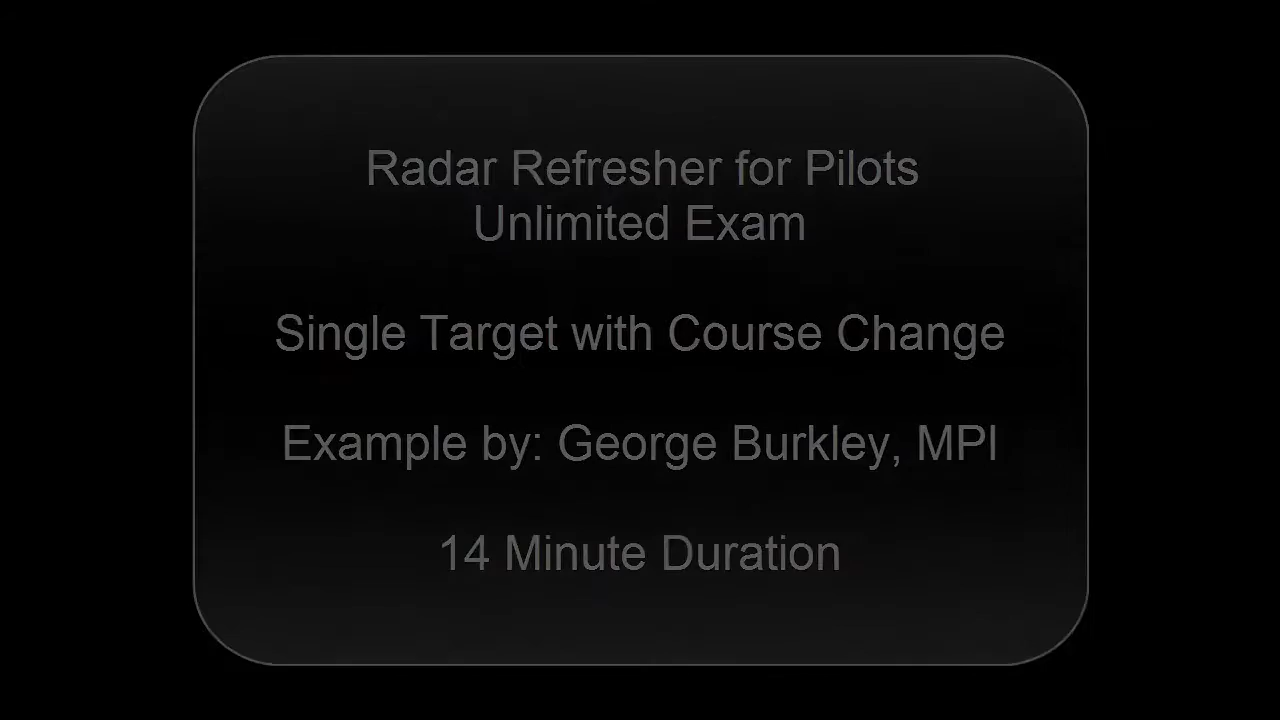 Radar Refresher for Pilots
Unlimited Exam
Single Target with Course Change
Example by: George Burkley, MPI
14 Minute Duration